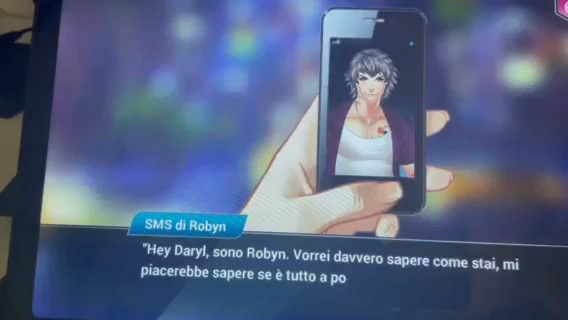 SMS di Robyn
"Hey Daryl, sono Robyn. Vorrei davvero sapere come stai, mi
piacerebbe sapere se è tutto a po